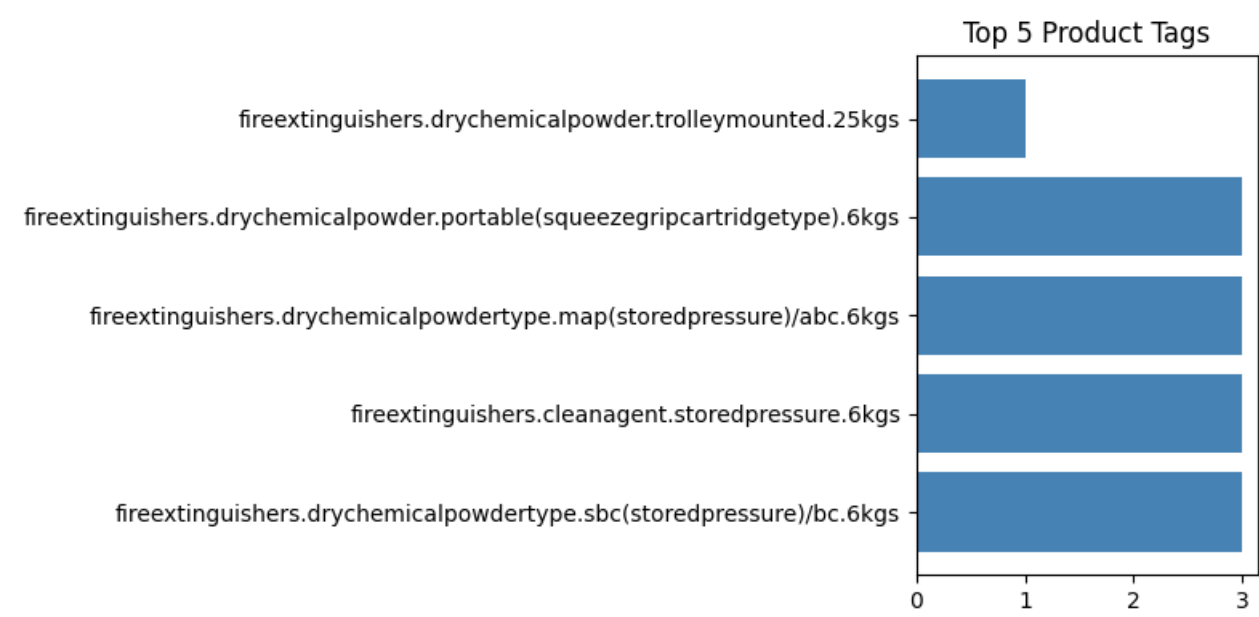 Top 5 Product Tags
fireextinguishers.drychemicalpowder.trolleymounted.25kgs
fireextinguishers.drychemicalpowder.portable(squeezegripcartridgetype).6kgs
fireextinguishers.drychemicalpowdertype.map(storedpressure)/abc.6kgs
fireextinguishers.cleanagent.storedpressure.6kgs
fireextinguishers.drychemicalpowdertype.sbc(storedpressure)/bc.6kgs
0 1 2 3